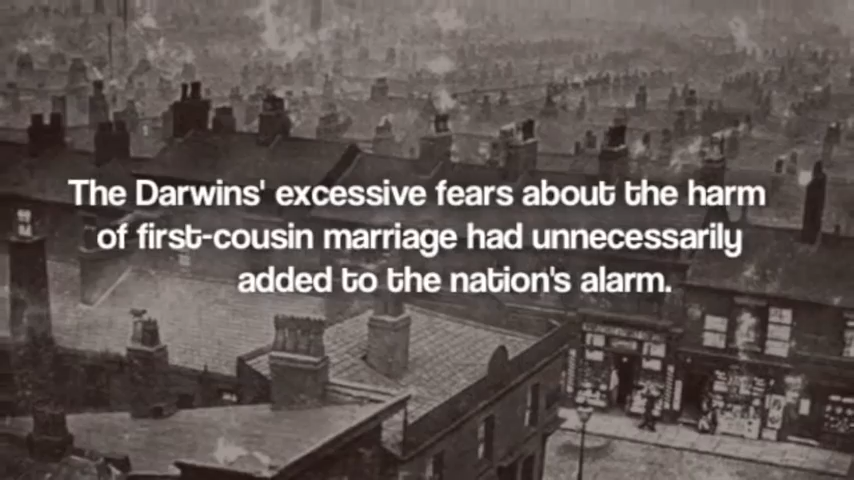 The Darwins' excessive fears about the harm
of first-cousin marriage had unnecessarily
added to the nation's alarm.